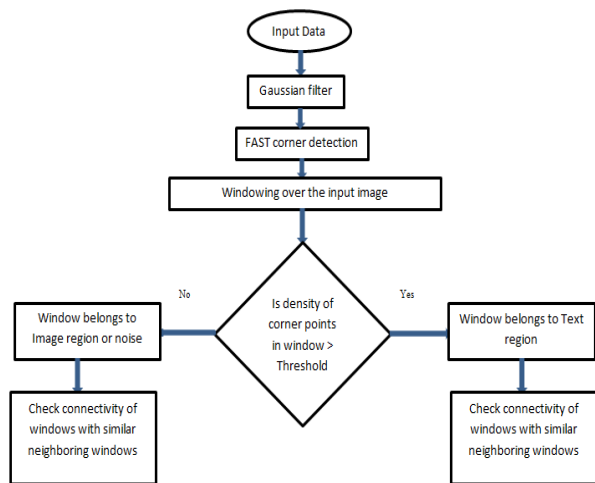 Input Data
Gaussian filter
FAST corner detection
Windowing over the input image
No
Yes
Is density of
corner points
in window >
Threshold
Window belongs to
Image region or noise
Window belongs to Text
region
Check connectivity of
windows with similar
neighboring windows
Check connectivity of
windows with similar
neighboring windows